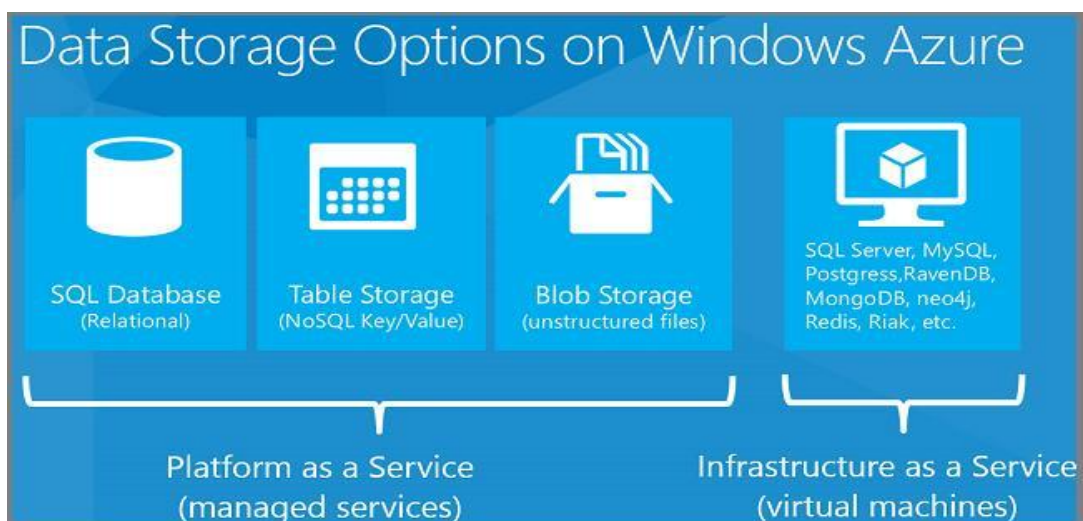 Data Storage Options on Windows Azure
SQL Database
(Relational)
Table Storage
(NoSQL Key/Value)
Blob Storage
(unstructured files)
SQL Server, MySQL,
Postgress,RavenDB,
MongoDB, neo4j,
Redis, Riak, etc.
Platform as a Service
(managed services)
Infrastructure as a Service
(virtual machines)